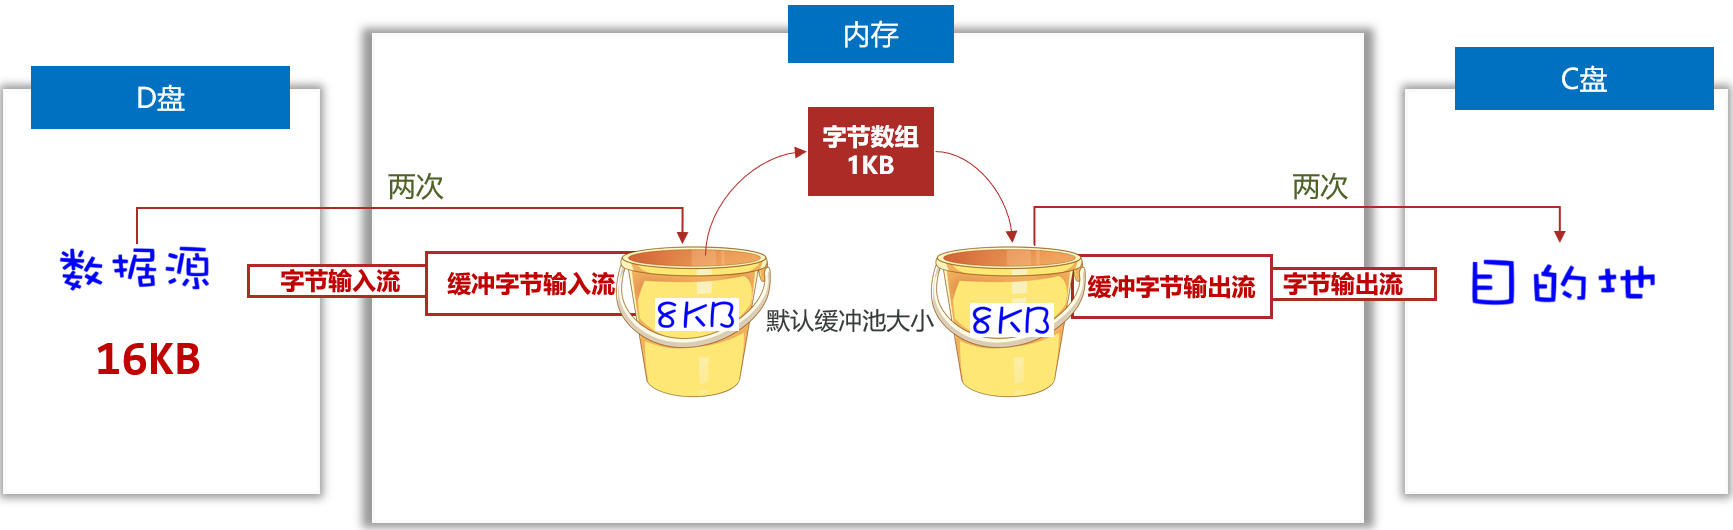 内存
D盘
C盘
字节数组
1KB
两次
两次
数据源
字节输入流
缓冲字节输入流
8KB
默认缓冲池大小
8KB
缓冲字节输出流
字节输出流
目的地
16KB